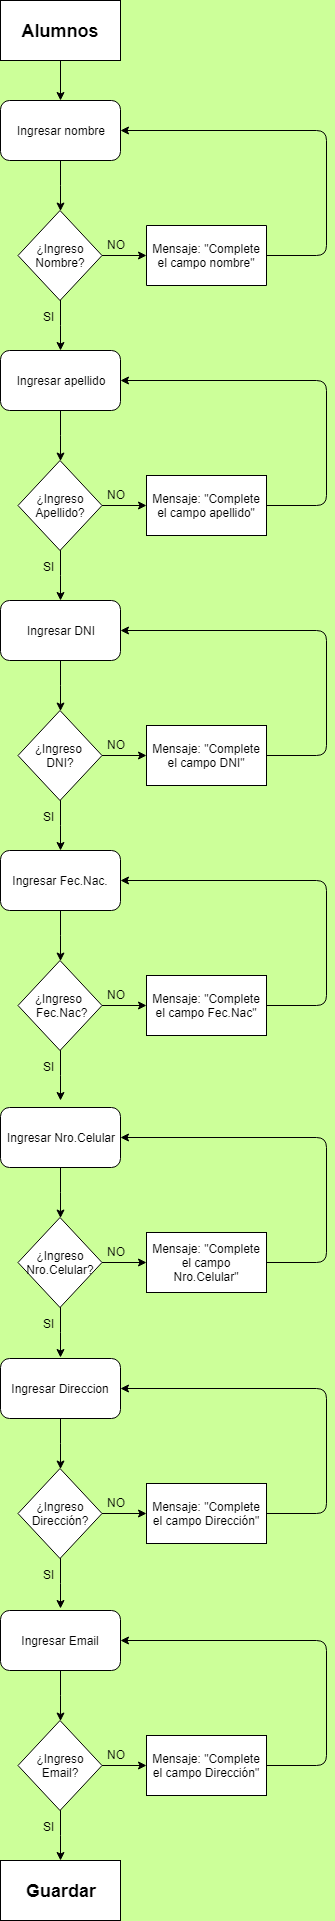 Alumnos
Ingresar nombre
¿Ingreso
Nombre?
NO
Mensaje: "Complete
el campo nombre"
SI
Ingresar apellido
¿Ingreso
Apellido?
NO
Mensaje: "Complete
el campo apellido"
SI
Ingresar DNI
¿Ingreso
DNI?
NO
Mensaje: "Complete
el campo DNI"
SI
Ingresar Fec.Nac.
¿Ingreso
Fec.Nac?
NO
Mensaje: "Complete
el campo Fec.Nac"
SI
Ingresar Nro.Celular
¿Ingreso
Nro.Celular?
NO
Mensaje: "Complete
el campo
Nro.Celular"
SI
Ingresar Direccion
¿Ingreso
Dirección?
NO
Mensaje: "Complete
el campo Dirección"
SI
Ingresar Email
¿Ingreso
Email?
NO
Mensaje: "Complete
el campo Dirección"
SI
Guardar